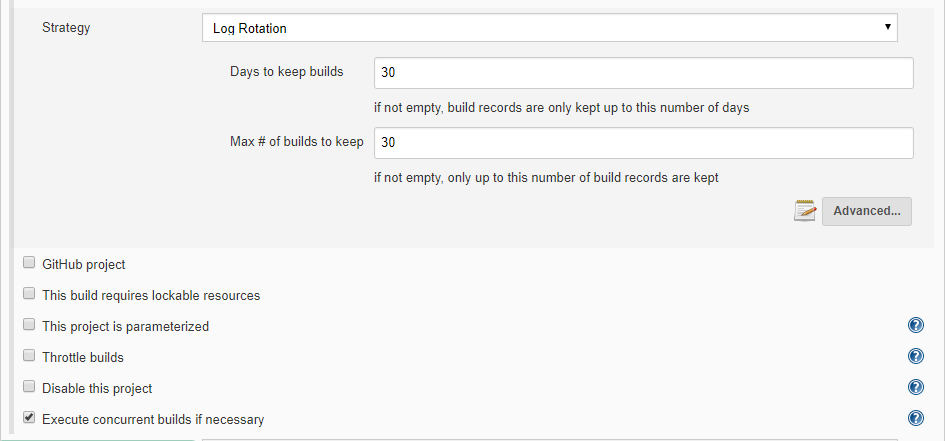 Strategy
Log Rotation
Days to keep builds
30
if not empty, build records are only kept up to this number of days
Max # of builds to keep
30
if not empty, only up to this number of build records are kept
Advanced...
GitHub project
This build requires lockable resources
This project is parameterized
?
Throttle builds
?
Disable this project
?
Execute concurrent builds if necessary
?